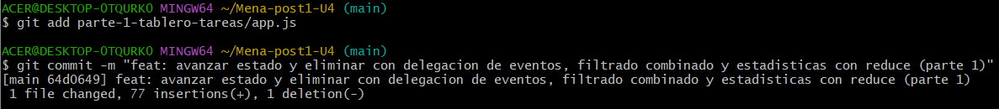 ACER@DESKTOP-OTQURKO MINGW64 ~/Mena-post1-U4 (main)
$ git add parte-1-tablero-tareas/app.js
ACER@DESKTOP-OTQURKO MINGW64 ~/Mena-post1-U4 (main)
$ git commit -m "feat: avanzar estado y eliminar con delegacion de eventos, filtrado combinado y estadisticas con reduce (parte 1)"
[main 64d0649] feat: avanzar estado y eliminar con delegacion de eventos, filtrado combinado y estadisticas con reduce (parte 1)
 1 file changed, 77 insertions(+), 1 deletion(-)